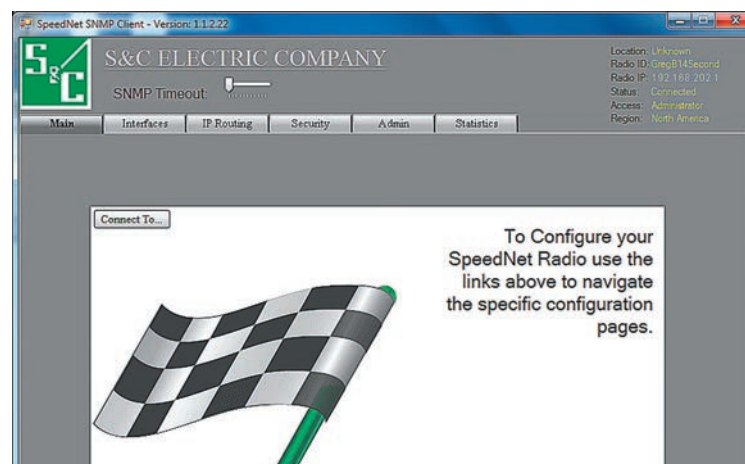 SpeedNet SNMP Client - Version: 1.1.2.22
S&C
S&C ELECTRIC COMPANY
SNMP Timeout:
Location: Unknown
Radio ID: GregB14Second
Radio IP: 192.168.202.1
Status: Connected
Access: Administrator
Region: North America
Main Interfaces IP Routing Security Admin Statistics
Connect To...
To Configure your
SpeedNet Radio use the
links above to navigate
the specific configuration
pages.